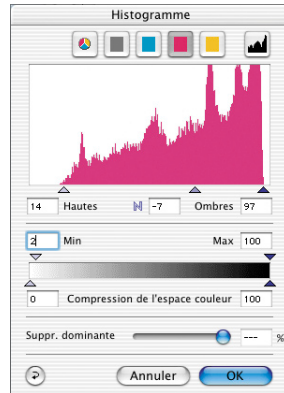 Histogramme
14 Hautes -7 Ombres 97
2 Min Max 100
0 Compression de l'espace couleur 100
Suppr. dominante --- %
Annuler OK